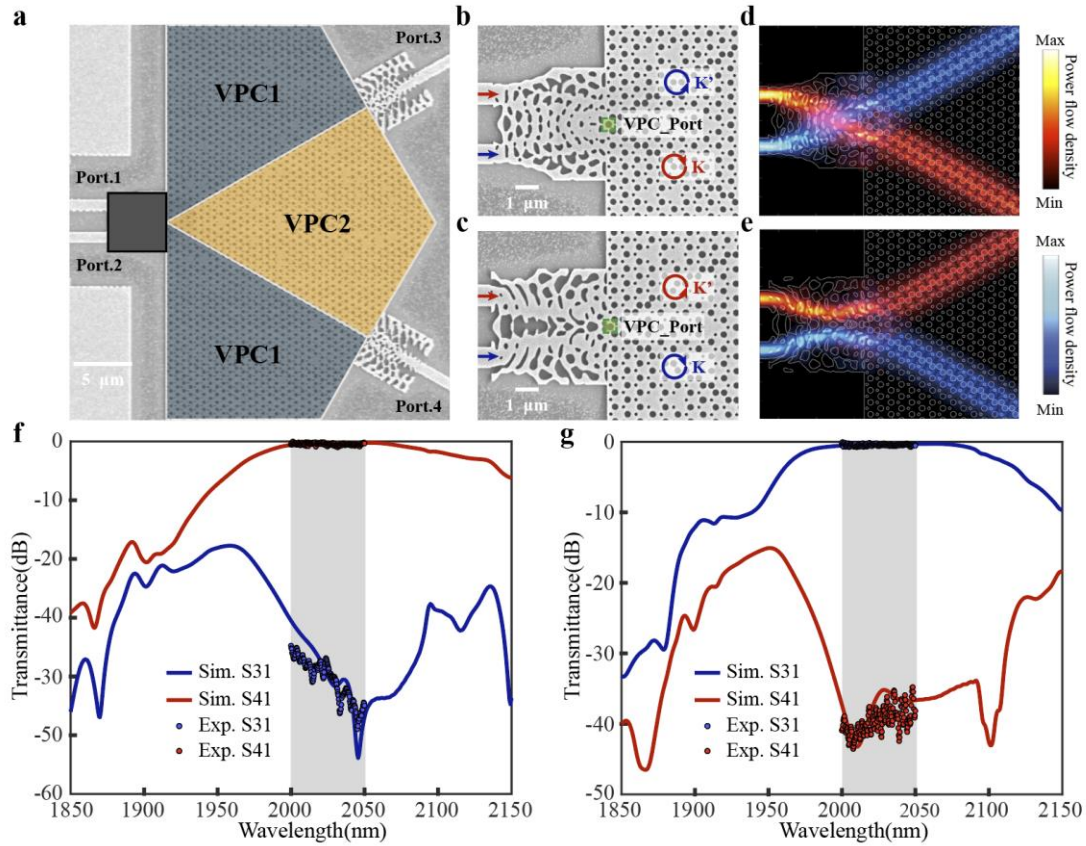 a
Port.3
VPC1
Port.1
VPC2
Port.2
VPC1
5 μm
Port.4
b
K'
VPC_Port
K
1 μm
c
K'
VPC_Port
K
1 μm
d
Max
Power flow density
Min
e
Max
Power flow density
Min
f
Transmittance(dB)
0
-10
-20
-40
-30
-50
-60
Sim. S31
Sim. S41
Exp. S31
Exp. S41
1850 1900 1950 2000 2050 2100 2150
Wavelength(nm)
g
Transmittance(dB)
0
-10
-20
-30
-40
-50
Sim. S31
Sim. S41
Exp. S31
Exp. S41
1850 1900 1950 2000 2050 2100 2150
Wavelength(nm)